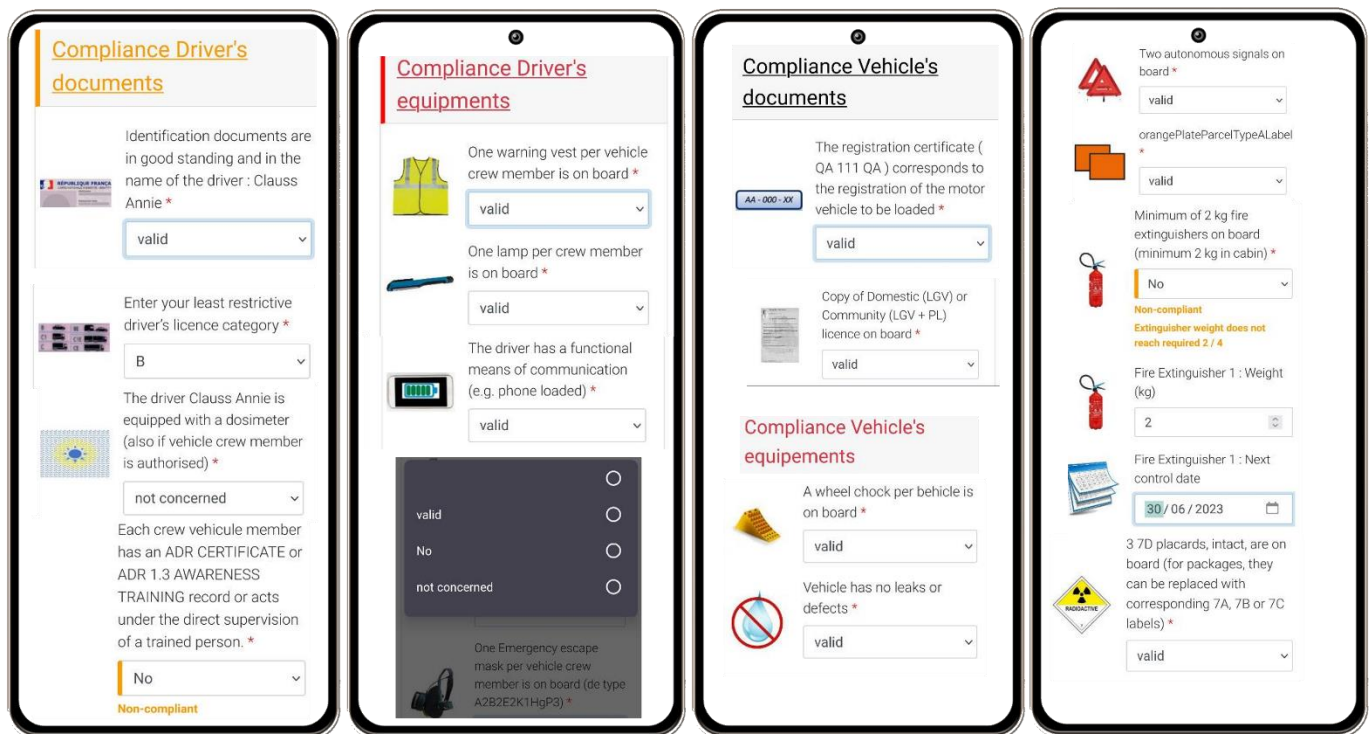 Compliance Driver's
documents
Identification documents are
in good standing and in the
name of the driver : Clauss
Annie *
RÉPUBLIQUE FRANÇA
valid
Enter your least restrictive
driver's licence category *
B
The driver Clauss Annie is
equipped with a dosimeter
(also if vehicle crew member
is authorised) *
not concerned
Each crew vehicule member
has an ADR CERTIFICATE or
ADR 1.3 AWARENESS
TRAINING record or acts
under the direct supervision
of a trained person. *
No
Non-compliant
Compliance Driver's
equipments
One warning vest per vehicle
crew member is on board *
valid
One lamp per crew member
is on board *
valid
The driver has a functional
means of communication
(e.g. phone loaded) *
valid
valid
No
not concerned
One Emergency escape
mask per vehicle crew
member is on board (de type
A2B2E2K1HgP3) *
Compliance Vehicle's
documents
The registration certificate (
QA 111 QA ) corresponds to
the registration of the motor
vehicle to be loaded *
AA - 000 - XX
valid
Copy of Domestic (LGV) or
Community (LGV + PL)
licence on board *
valid
Compliance Vehicle's
equipements
A wheel chock per behicle is
on board *
valid
Vehicle has no leaks or
defects *
valid
Two autonomous signals on
board *
valid
orangePlateParcelTypeALabel
*
valid
Minimum of 2 kg fire
extinguishers on board
(minimum 2 kg in cabin) *
No
Non-compliant
Extinguisher weight does not
reach required 2 / 4
Fire Extinguisher 1 : Weight
(kg)
2
Fire Extinguisher 1 : Next
control date
30 / 06 / 2023
3 7D placards, intact, are on
board (for packages, they
can be replaced with
corresponding 7A, 7B or 7C
labels) *
RADIOACTIVE
valid